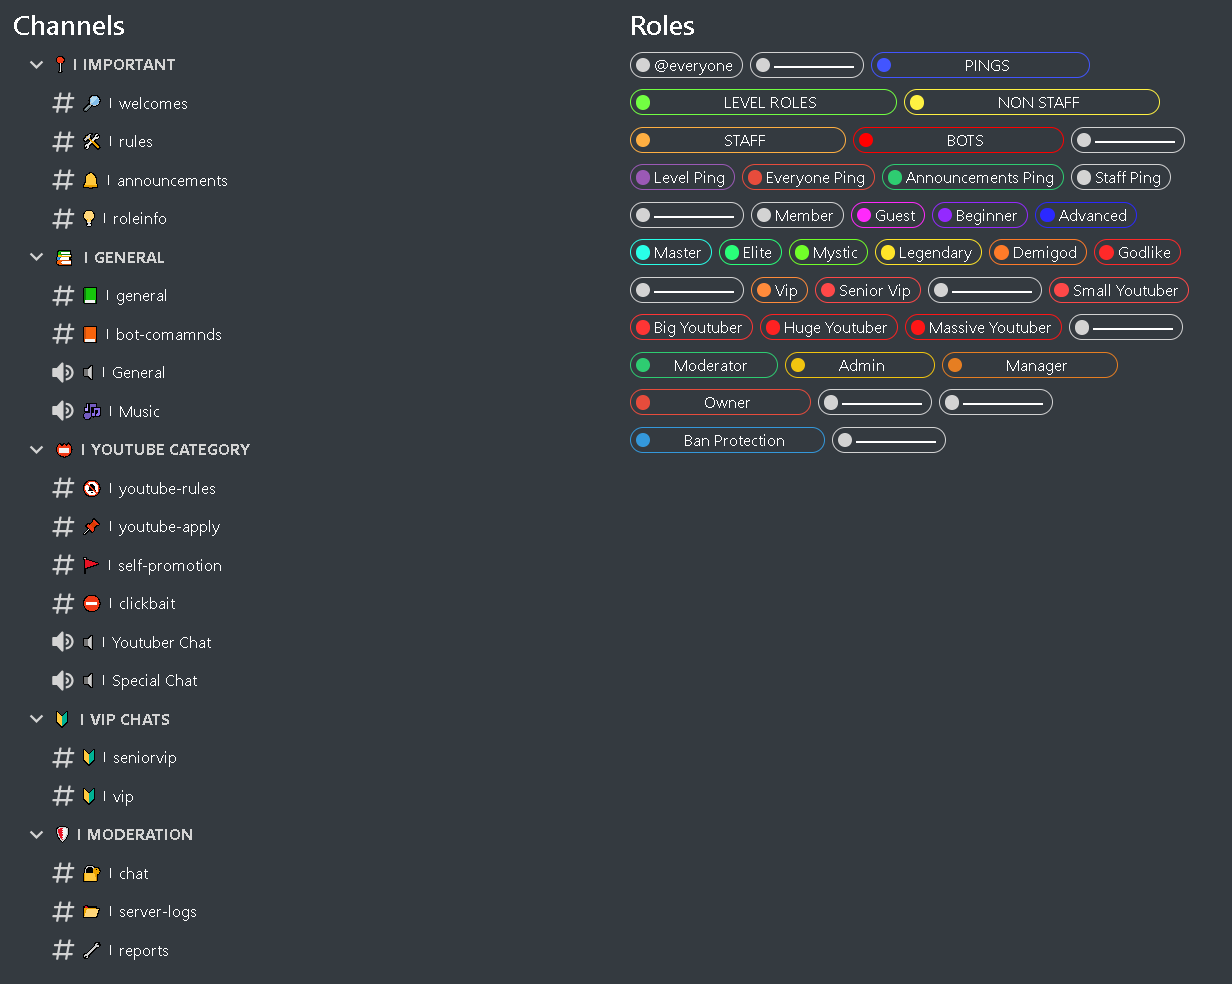 Channels
I IMPORTANT
# I welcomes
# I rules
# I announcements
# I roleinfo
I GENERAL
# I general
# I bot-comamnds
I General
I Music
I YOUTUBE CATEGORY
# I youtube-rules
# I youtube-apply
# I self-promotion
# I clickbait
I Youtuber Chat
I Special Chat
I VIP CHATS
# I seniorvip
# I vip
I MODERATION
# I chat
# I server-logs
# I reports
Roles
@everyone ———— PINGS
LEVEL ROLES NON STAFF
STAFF BOTS ————
Level Ping Everyone Ping Announcements Ping Staff Ping
———— Member Guest Beginner Advanced
Master Elite Mystic Legendary Demigod Godlike
———— Vip Senior Vip ———— Small Youtuber
Big Youtuber Huge Youtuber Massive Youtuber ————
Moderator Admin Manager
Owner ———— ————
Ban Protection ————